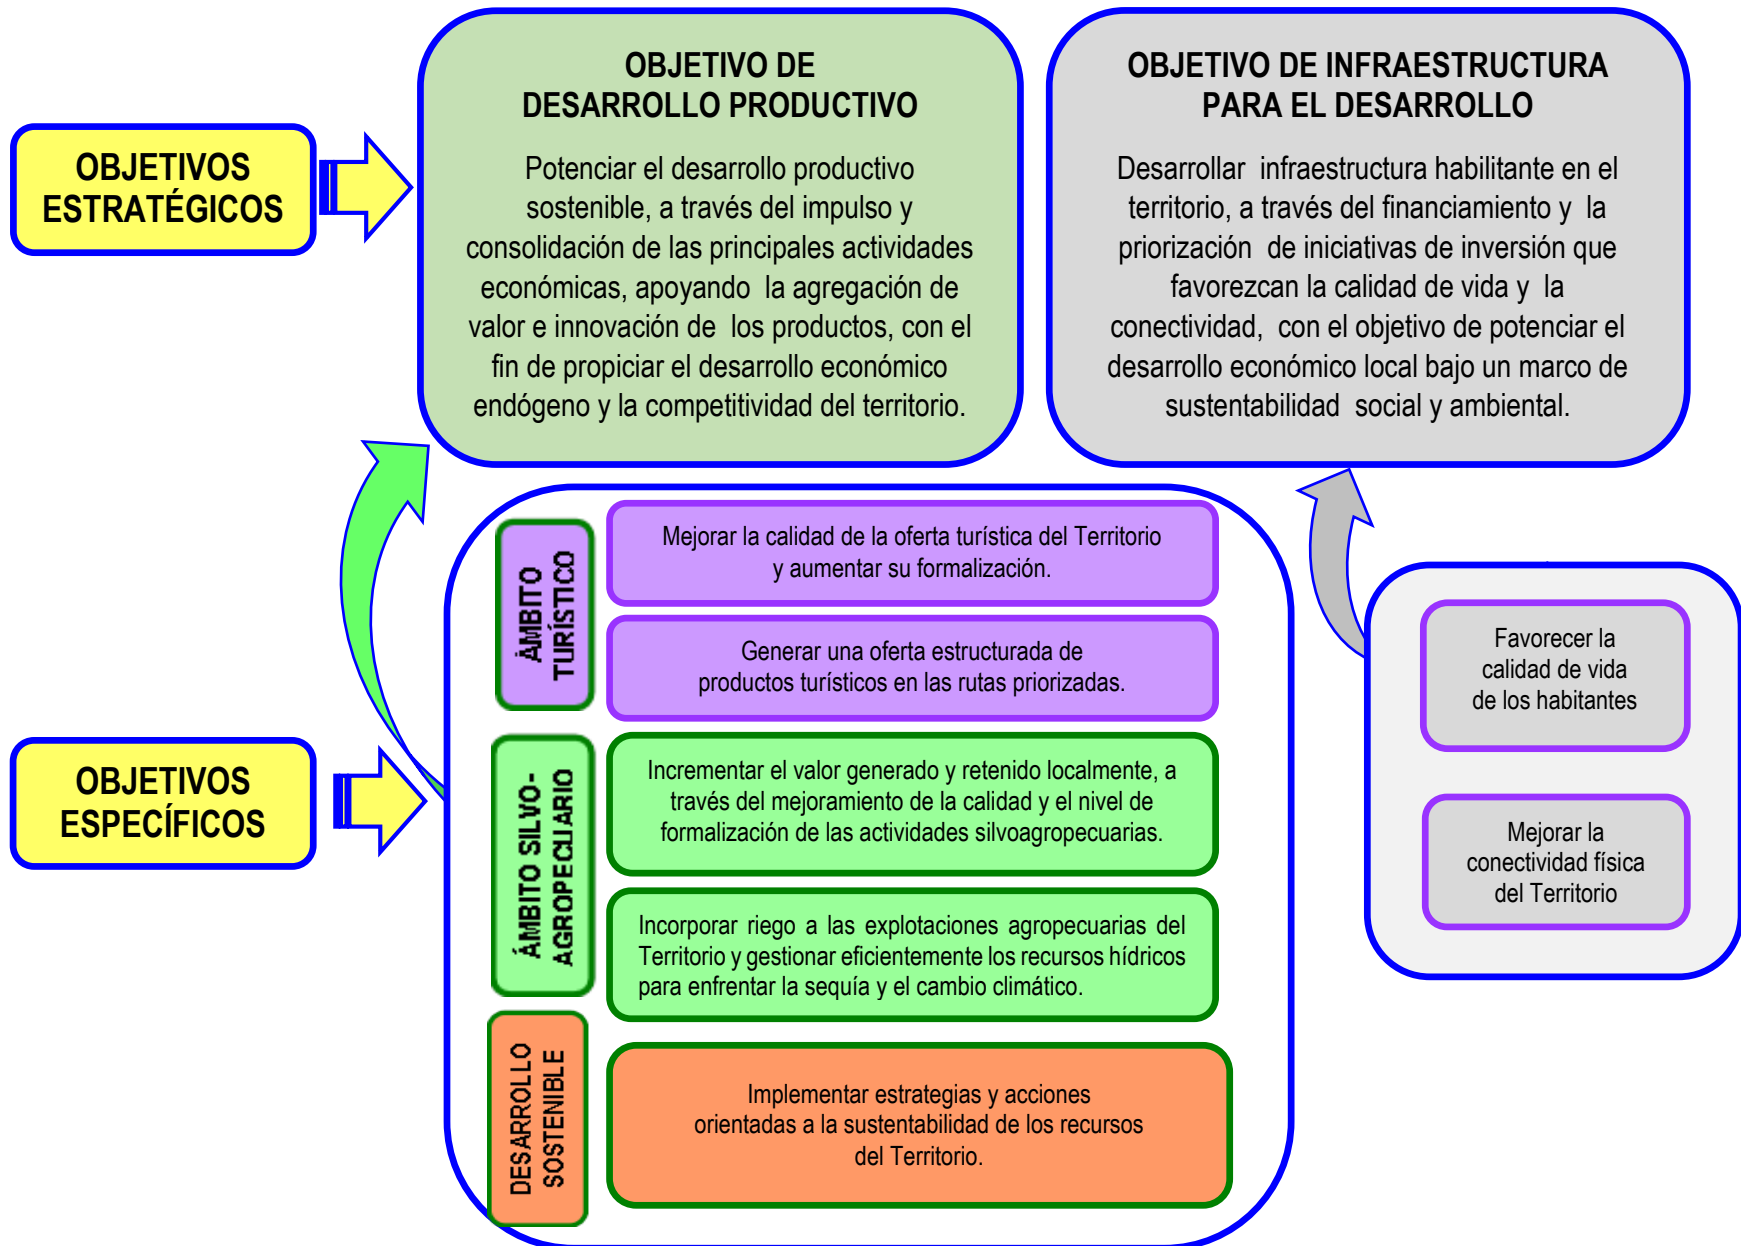 OBJETIVOS
ESTRATÉGICOS
OBJETIVO DE
DESARROLLO PRODUCTIVO
Potenciar el desarrollo productivo
sostenible, a través del impulso y
consolidación de las principales actividades
económicas, apoyando la agregación de
valor e innovación de los productos, con el
fin de propiciar el desarrollo económico
endógeno y la competitividad del territorio.
OBJETIVO DE INFRAESTRUCTURA
PARA EL DESARROLLO
Desarrollar infraestructura habilitante en el
territorio, a través del financiamiento y la
priorización de iniciativas de inversión que
favorezcan la calidad de vida y la
conectividad, con el objetivo de potenciar el
desarrollo económico local bajo un marco de
sustentabilidad social y ambiental.
OBJETIVOS
ESPECÍFICOS
ÁMBITO
TURÍSTICO
Mejorar la calidad de la oferta turística del Territorio
y aumentar su formalización.
Generar una oferta estructurada de
productos turísticos en las rutas priorizadas.
ÁMBITO SILVO-
AGROPECUARIO
Incrementar el valor generado y retenido localmente, a
través del mejoramiento de la calidad y el nivel de
formalización de las actividades silvoagropecuarias.
Incorporar riego a las explotaciones agropecuarias del
Territorio y gestionar eficientemente los recursos hídricos
para enfrentar la sequía y el cambio climático.
DESARROLLO
SOSTENIBLE
Implementar estrategias y acciones
orientadas a la sustentabilidad de los recursos
del Territorio.
Favorecer la
calidad de vida
de los habitantes
Mejorar la
conectividad física
del Territorio